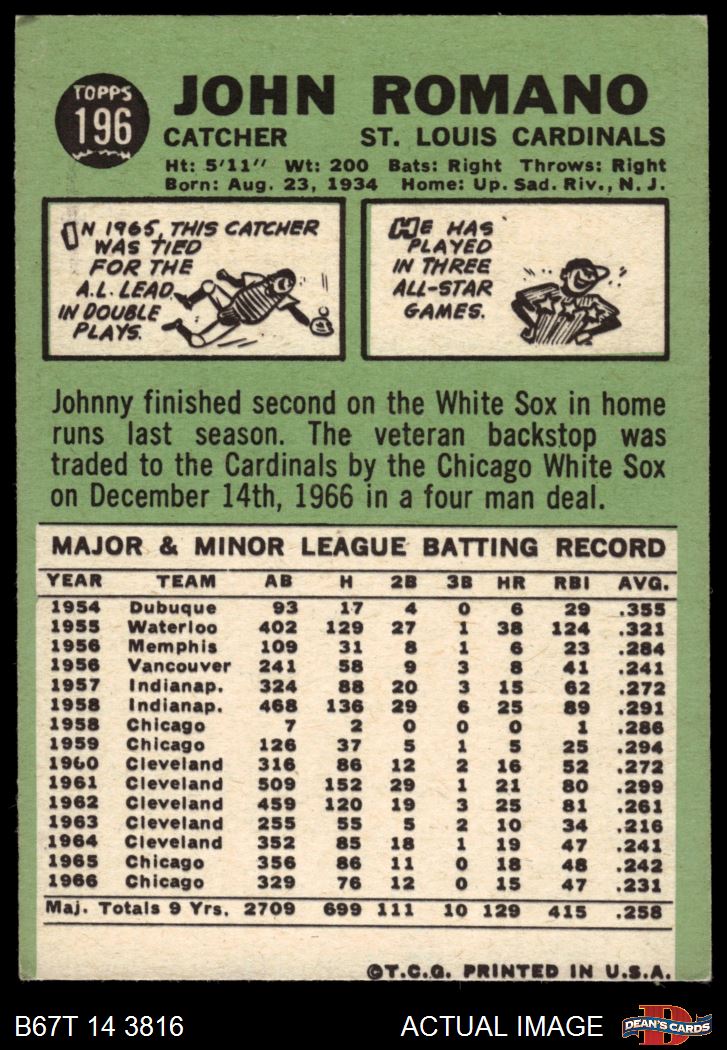 TOPPS
196
JOHN ROMANO
CATCHER ST. LOUIS CARDINALS
Ht: 5'11" Wt: 200 Bats: Right Throws: Right
Born: Aug. 23, 1934 Home: Up. Sad. Riv., N. J.
IN 1965, THIS CATCHER
WAS TIED
FOR THE
A.L. LEAD
IN DOUBLE
PLAYS.
HE HAS
PLAYED
IN THREE
ALL-STAR
GAMES.
Johnny finished second on the White Sox in home
runs last season. The veteran backstop was
traded to the Cardinals by the Chicago White Sox
on December 14th, 1966 in a four man deal.
MAJOR & MINOR LEAGUE BATTING RECORD
YEAR TEAM AB H 2B 3B HR RBI AVG.
1954 Dubuque 93 17 4 0 6 29 .355
1955 Waterloo 402 129 27 1 38 124 .321
1956 Memphis 109 31 8 1 6 23 .284
1956 Vancouver 241 58 9 3 8 41 .241
1957 Indianap. 324 88 20 3 15 62 .272
1958 Indianap. 468 136 29 6 25 89 .291
1958 Chicago 7 2 0 0 0 1 .286
1959 Chicago 126 37 5 1 5 25 .294
1960 Cleveland 316 86 12 2 16 52 .272
1961 Cleveland 509 152 29 1 21 80 .299
1962 Cleveland 459 120 19 3 25 81 .261
1963 Cleveland 255 55 5 2 10 34 .216
1964 Cleveland 352 85 18 1 19 47 .241
1965 Chicago 356 86 11 0 18 48 .242
1966 Chicago 329 76 12 0 15 47 .231
Maj. Totals 9 Yrs. 2709 699 111 10 129 415 .258
©T.C.G. PRINTED IN U.S.A.
B67T 14 3816 ACTUAL IMAGE
D
DEAN'S CARDS